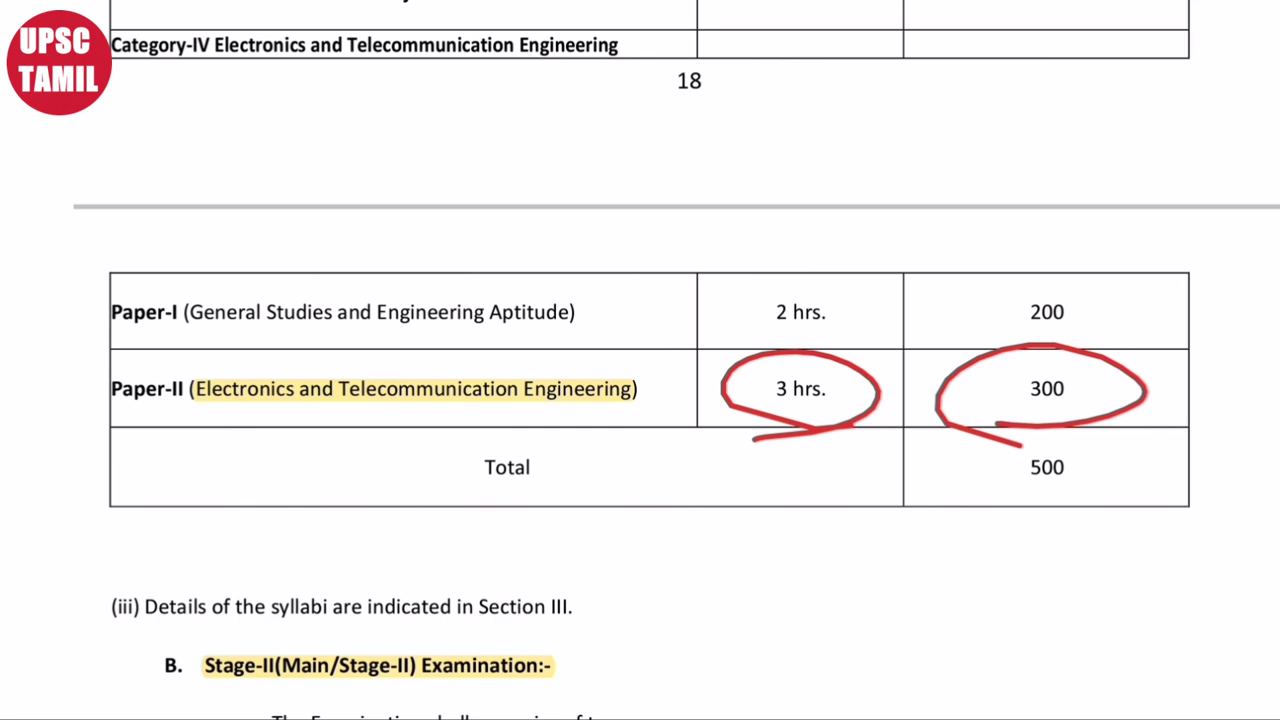 UPSC
TAMIL
Category-IV Electronics and Telecommunication Engineering
18
Paper-I (General Studies and Engineering Aptitude) 2 hrs. 200
Paper-II (Electronics and Telecommunication Engineering) 3 hrs. 300
Total 500
(iii) Details of the syllabi are indicated in Section III.
B. Stage-II(Main/Stage-II) Examination:-